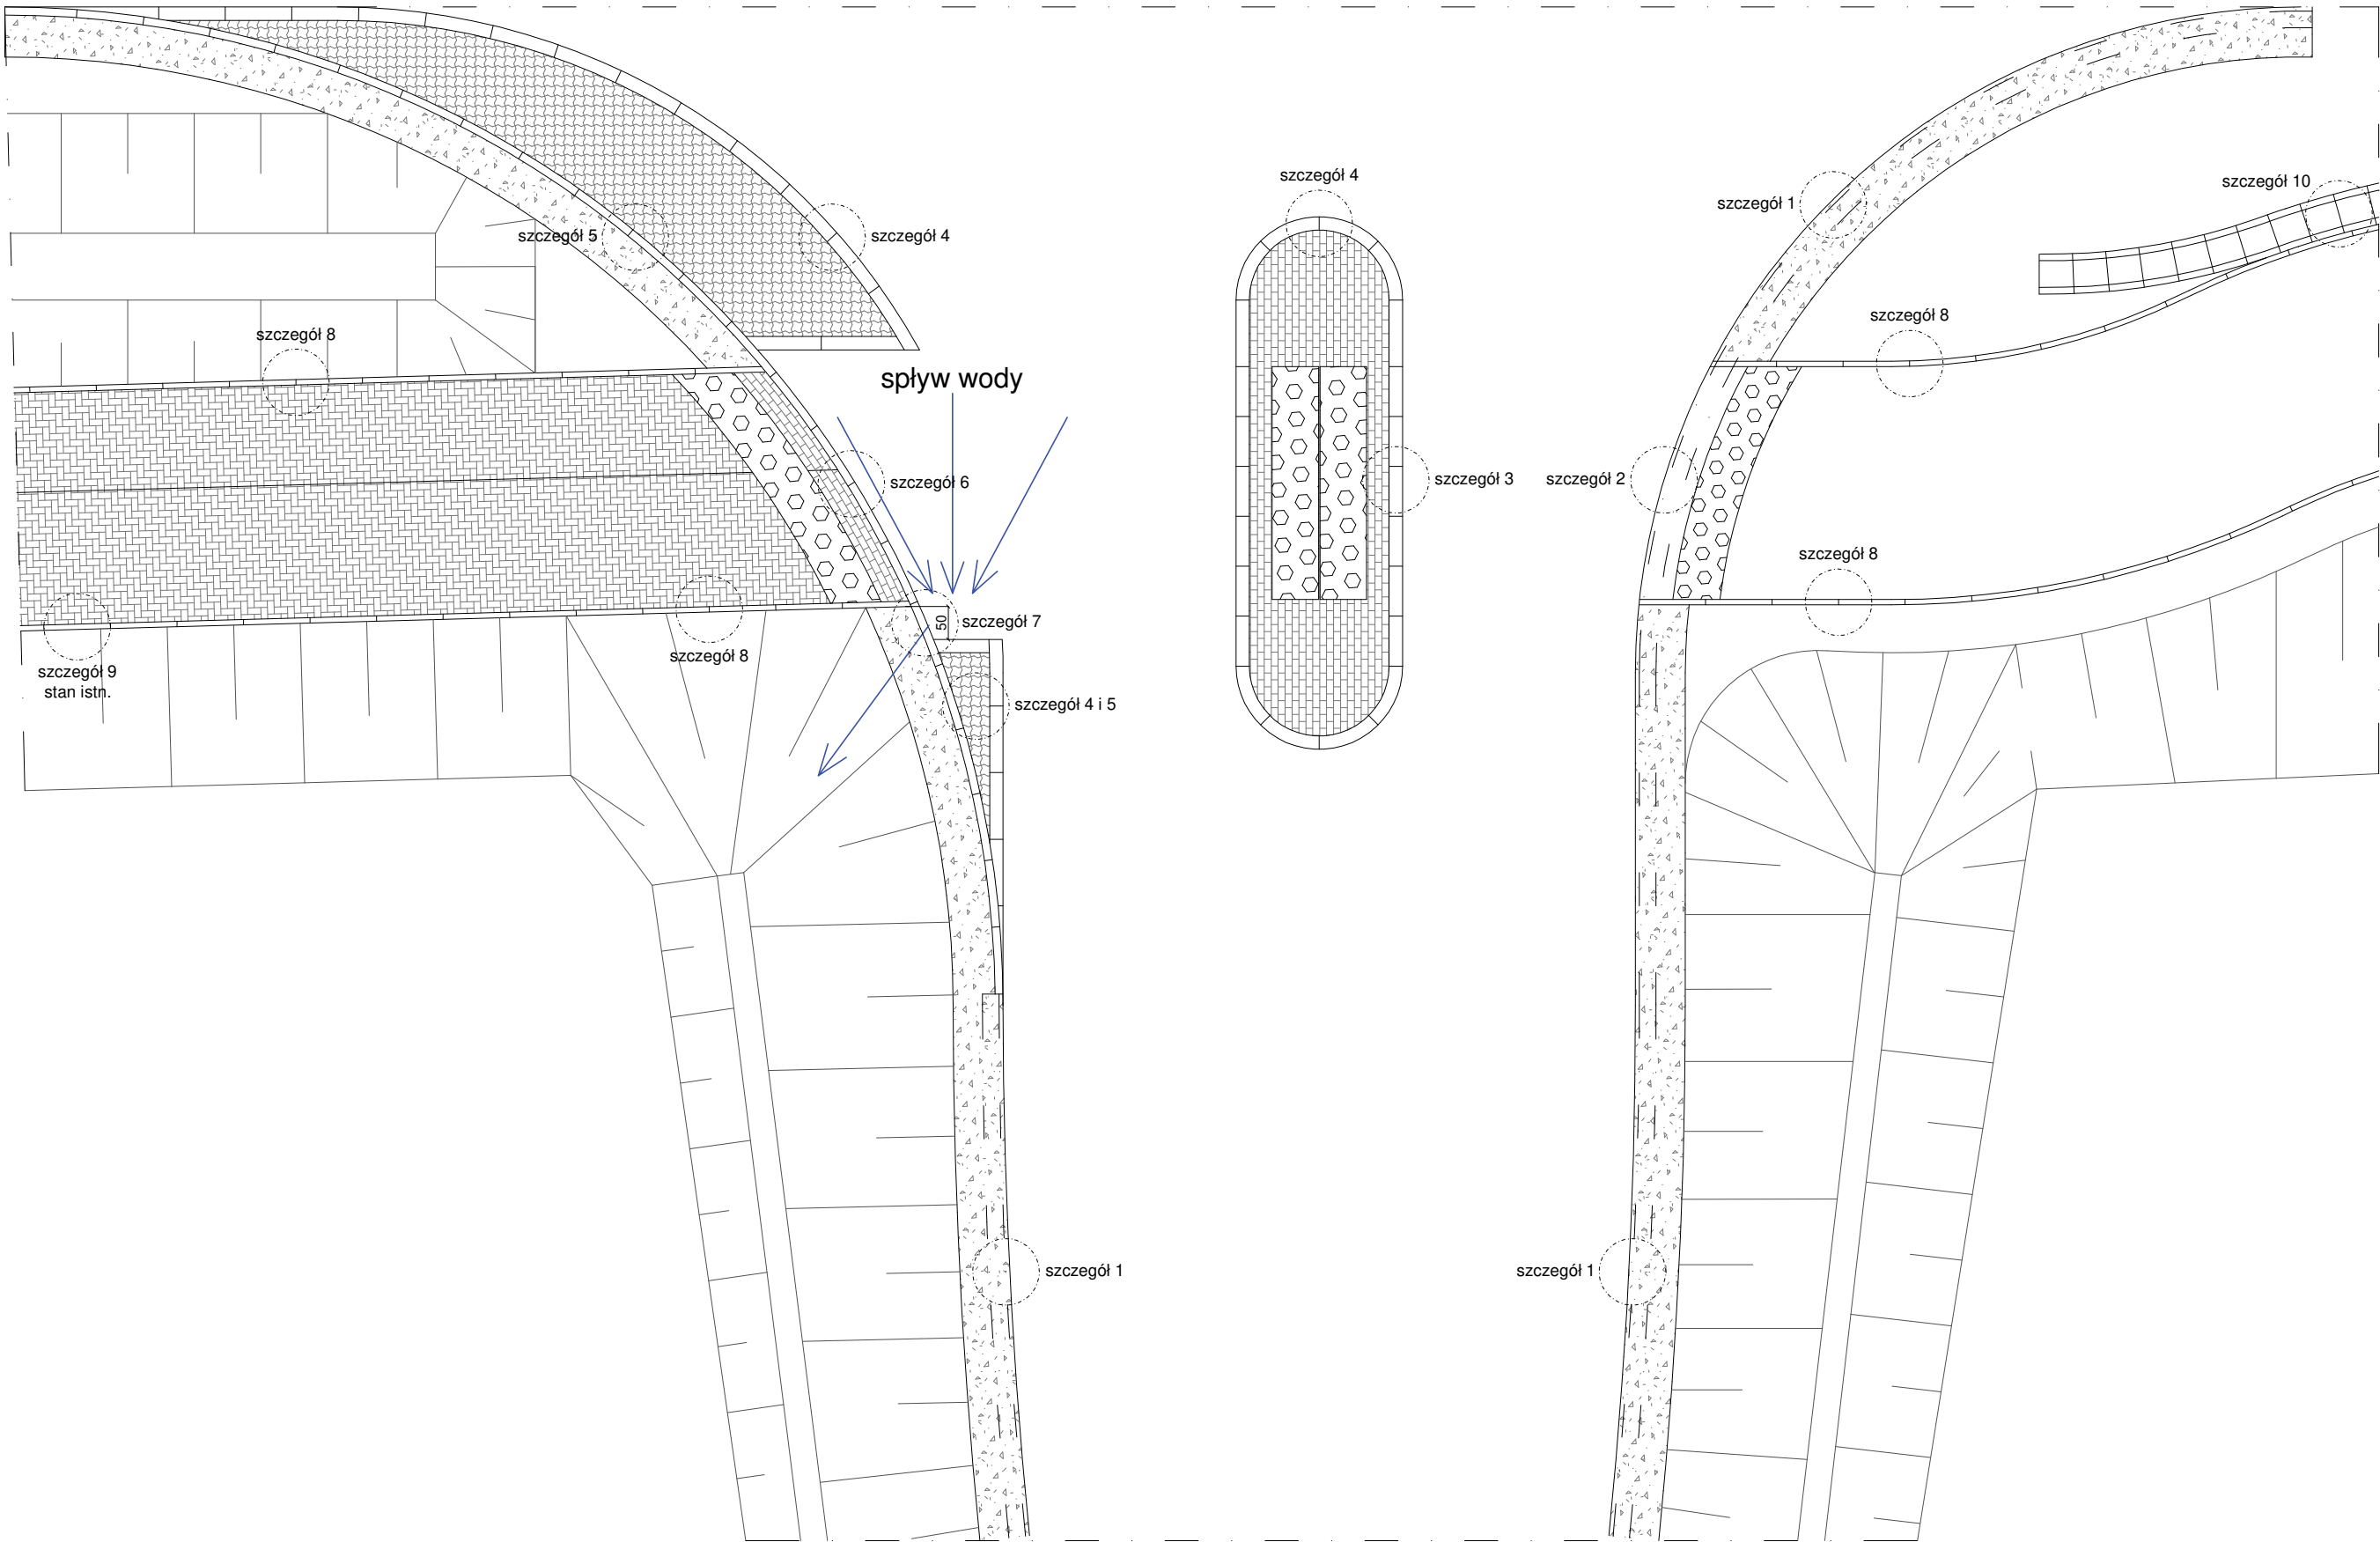 szczegół 4
szczegół 10
szczegół 1
szczegół 5
szczegół 4
szczegół 8
szczegół 8
spływ wody
szczegół 6
szczegół 3
szczegół 2
szczegół 8
50
szczegół 7
szczegół 8
szczegół 9
stan istn.
szczegół 4 i 5
szczegół 1
szczegół 1